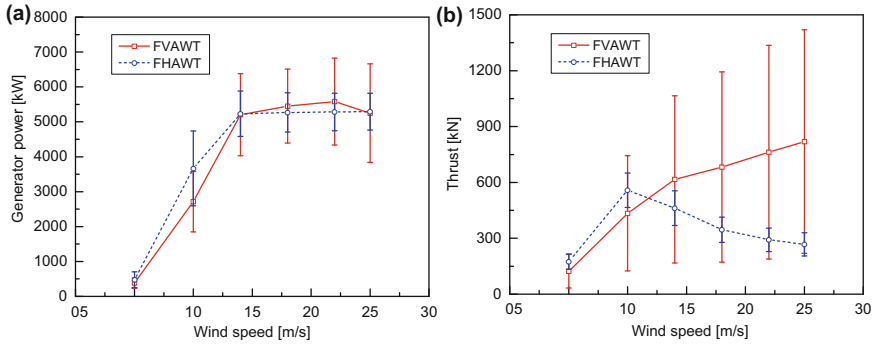 (a)
8000
7000
6000
5000
4000
3000
2000
1000
0
Generator power [kW]
FVAWT
FHAWT
05 10 15 20 25 30
Wind speed [m/s]
(b)
1500
1200
900
600
300
0
Thrust [kN]
FVAWT
FHAWT
05 10 15 20 25 30
Wind speed [m/s]